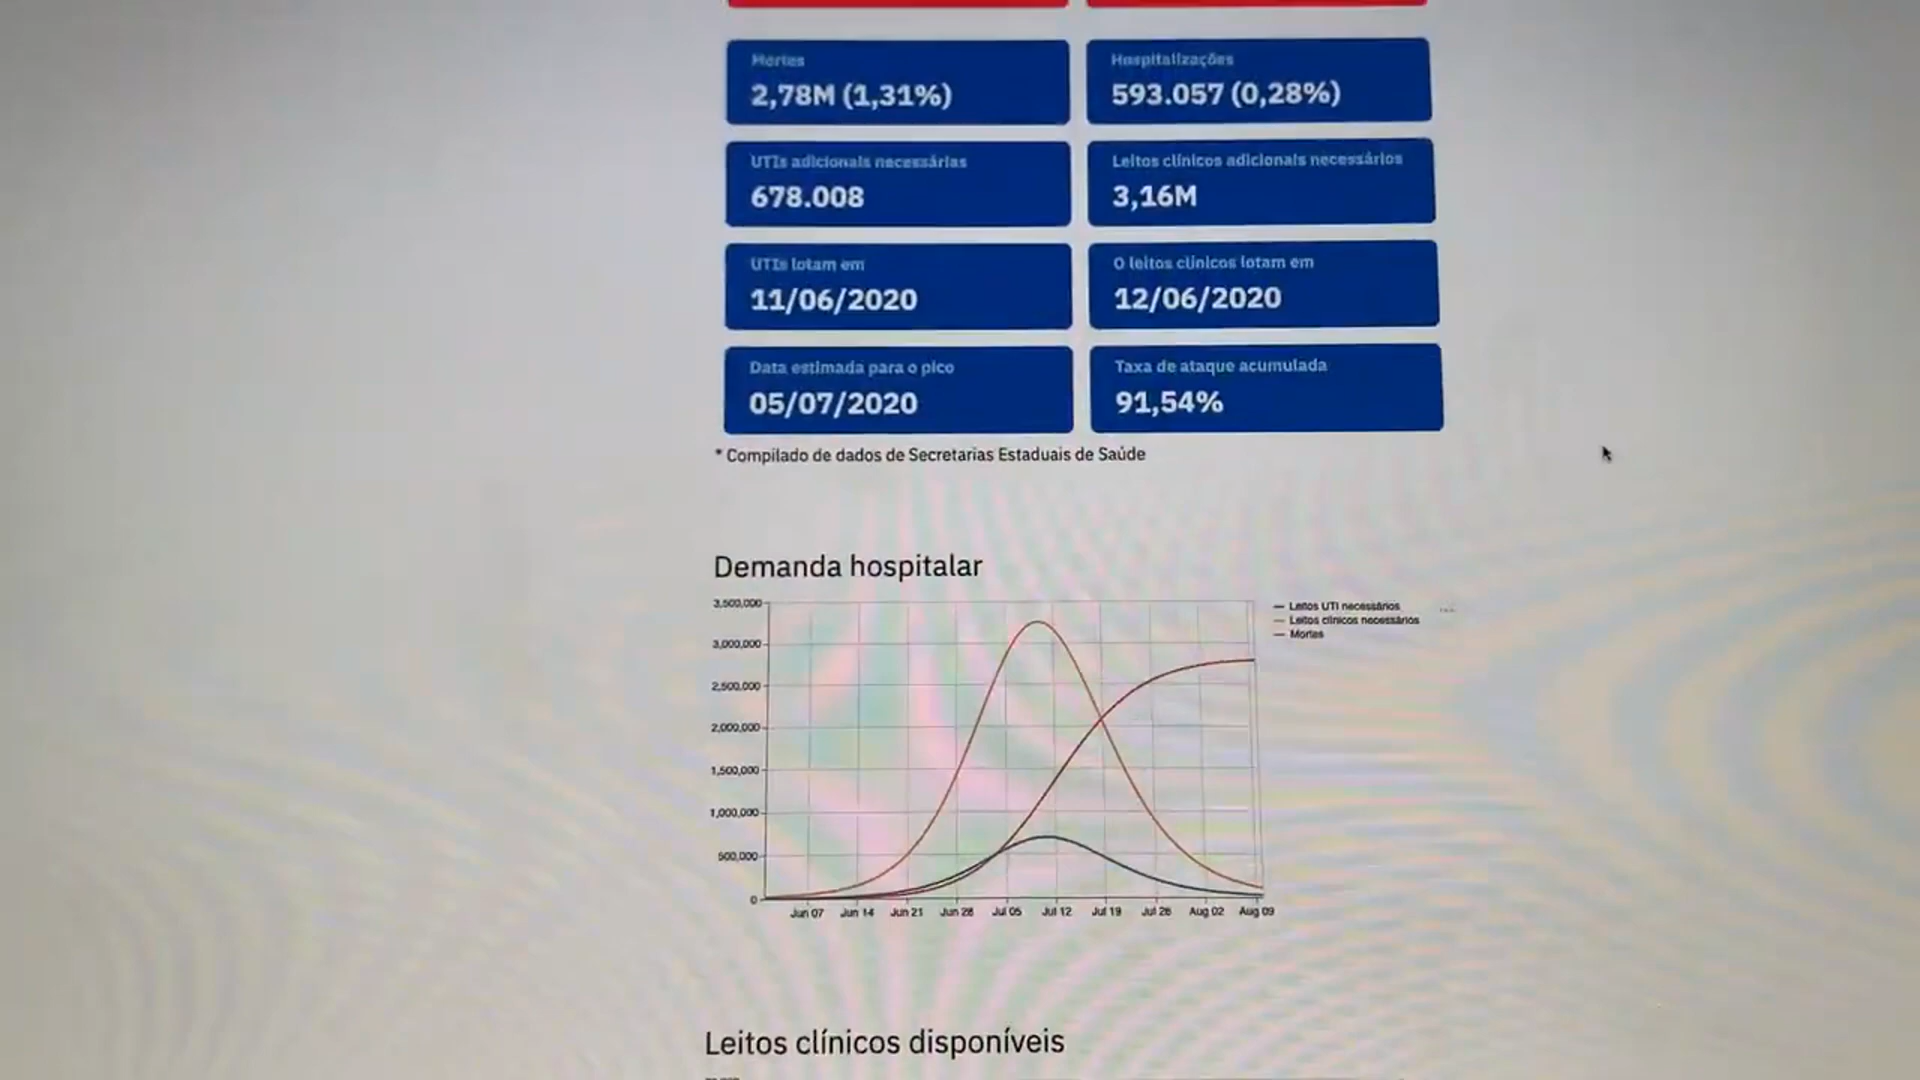 Mortes
2,78M (1,31%)
Hospitalizações
593.057 (0,28%)
UTIs adicionais necessárias
678.008
Leitos clínicos adicionais necessários
3,16M
UTIs lotam em
11/06/2020
O leitos clínicos lotam em
12/06/2020
Data estimada para o pico
05/07/2020
Taxa de ataque acumulada
91,54%
* Compilado de dados de Secretarias Estaduais de Saúde
Demanda hospitalar
3,500,000
3,000,000
2,500,000
2,000,000
1,500,000
1,000,000
500,000
0
Jun 07 Jun 14 Jun 21 Jun 28 Jul 05 Jul 12 Jul 19 Jul 26 Aug 02 Aug 09
Leitos UTI necessários
Leitos clínicos necessários
Mortes
Leitos clínicos disponíveis